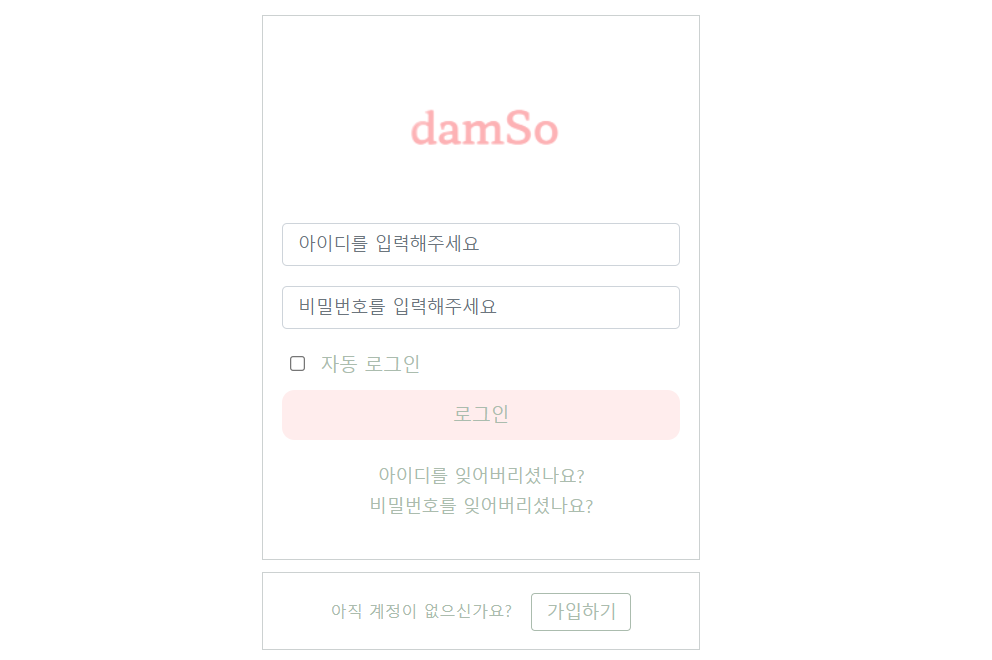 damSo
아이디를 입력해주세요
비밀번호를 입력해주세요
자동 로그인
로그인
아이디를 잊어버리셨나요?
비밀번호를 잊어버리셨나요?
아직 계정이 없으신가요? 가입하기